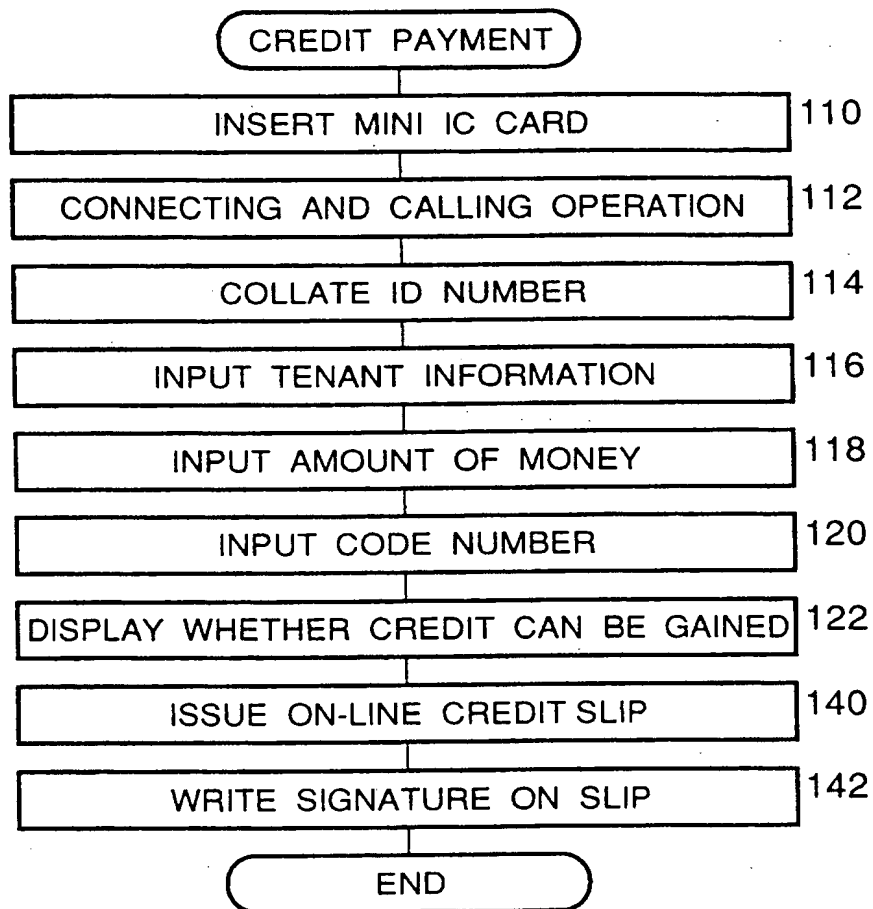 CREDIT PAYMENT
INSERT MINI IC CARD 110
CONNECTING AND CALLING OPERATION 112
COLLATE ID NUMBER 114
INPUT TENANT INFORMATION 116
INPUT AMOUNT OF MONEY 118
INPUT CODE NUMBER 120
DISPLAY WHETHER CREDIT CAN BE GAINED 122
ISSUE ON-LINE CREDIT SLIP 140
WRITE SIGNATURE ON SLIP 142
END